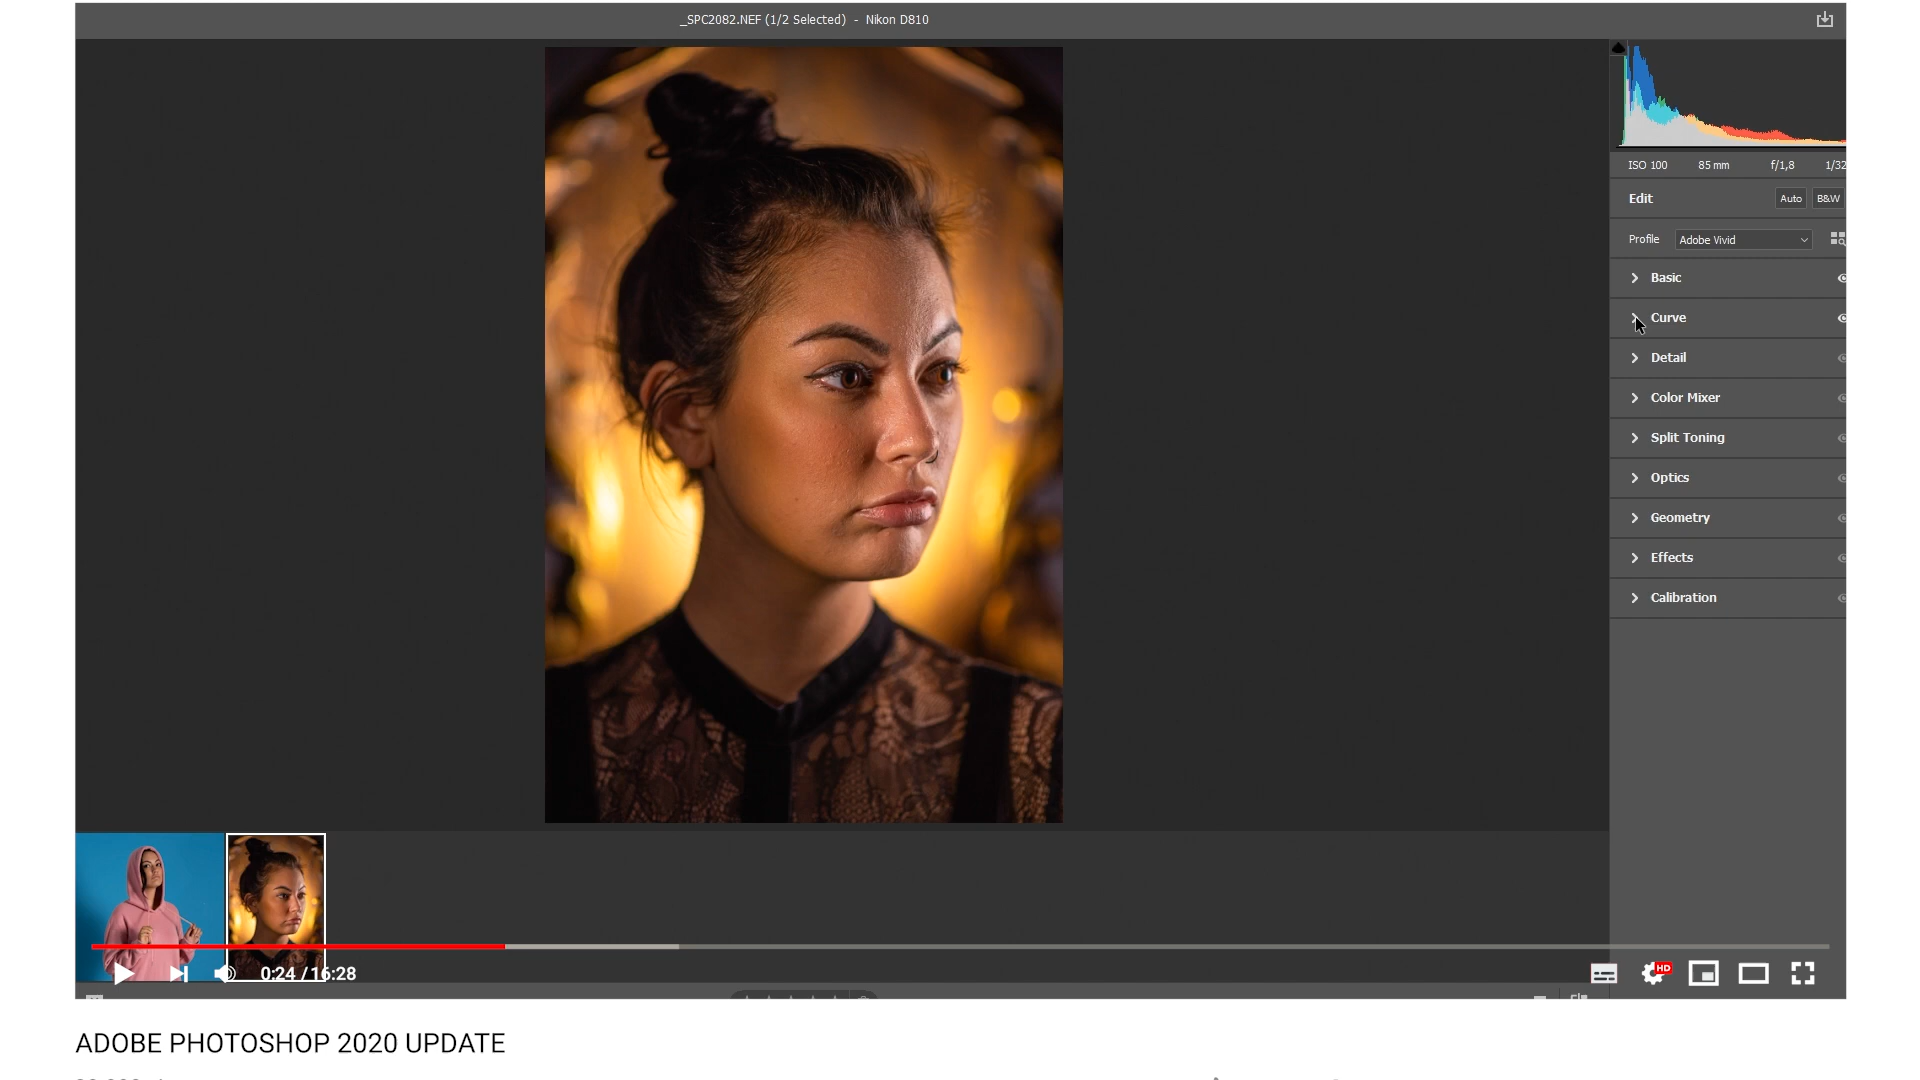 _SPC2082.NEF (1/2 Selected) - Nikon D810
ISO 100 85 mm f/1,8 1/32
Edit Auto B&W
Profile Adobe Vivid
Basic
Curve
Detail
Color Mixer
Split Toning
Optics
Geometry
Effects
Calibration
0:24 / 16:28
HD
ADOBE PHOTOSHOP 2020 UPDATE